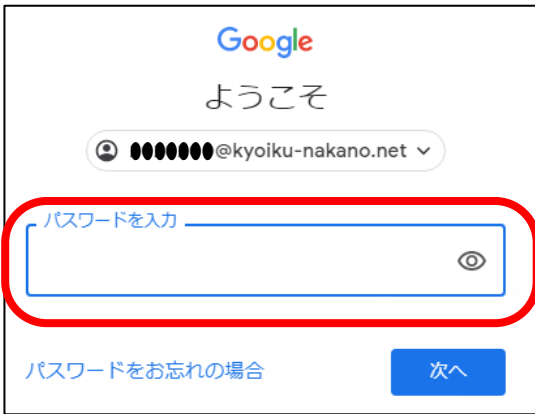 Google
ようこそ
@kyoiku-nakano.net
パスワードを入力
パスワードをお忘れの場合
次へ